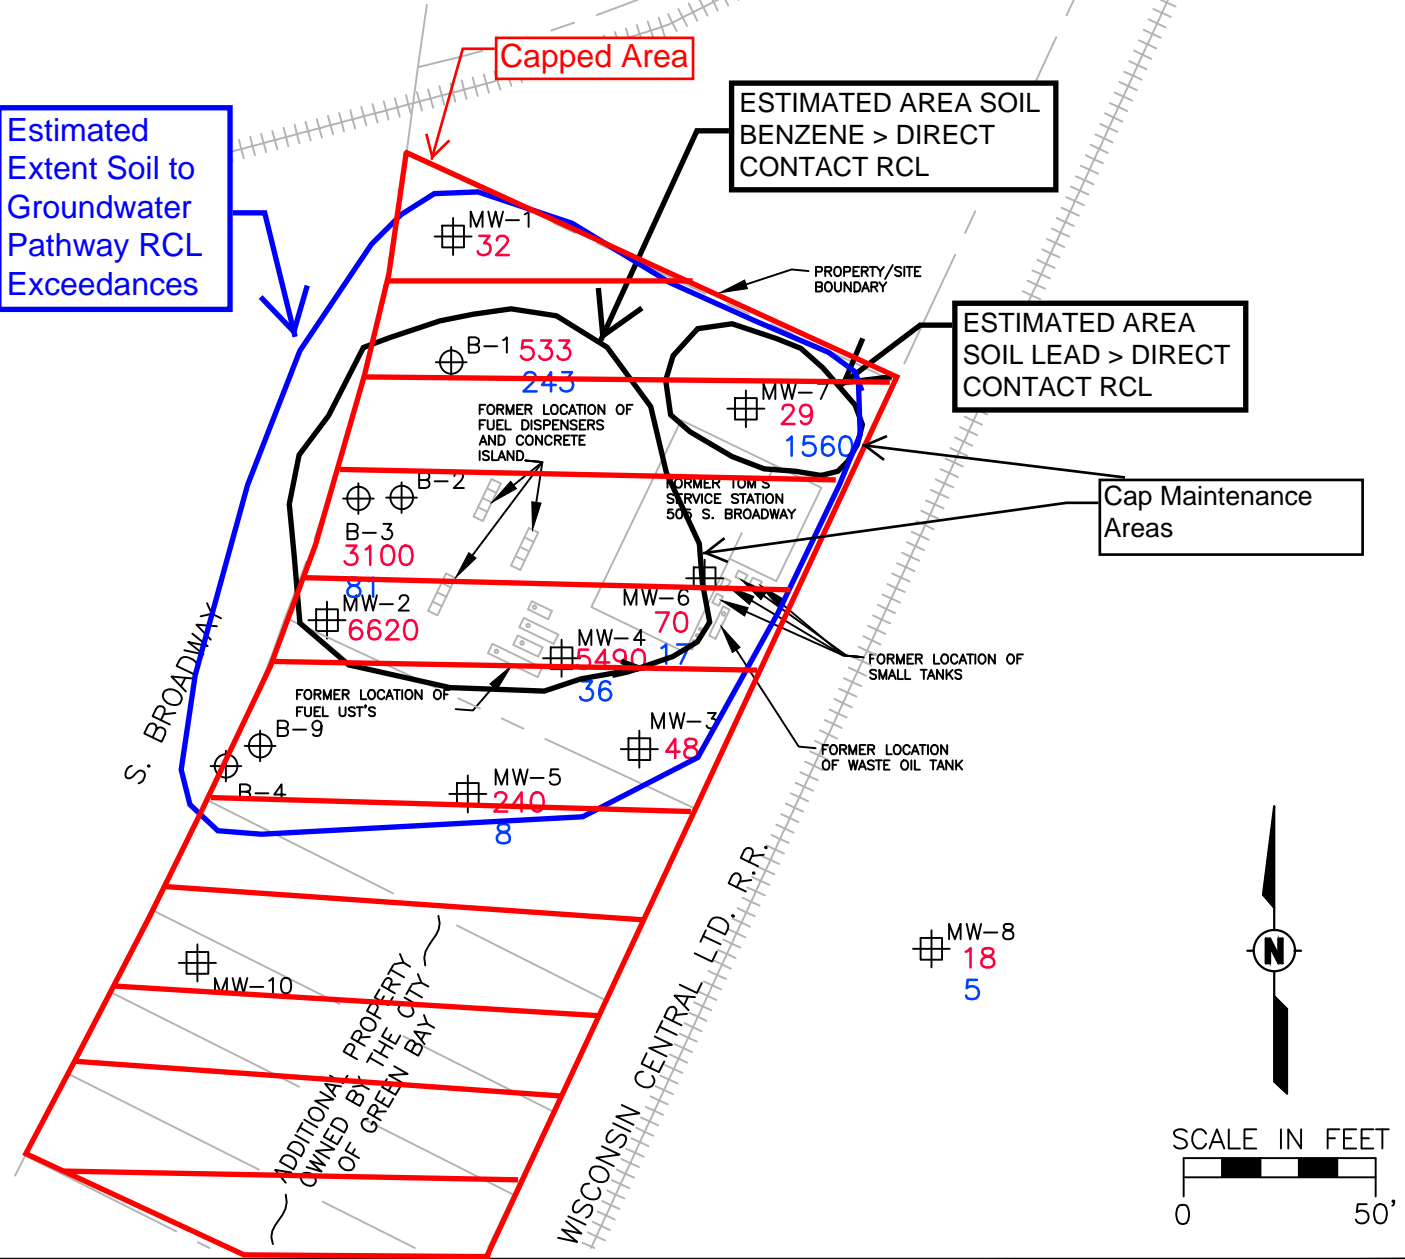 Capped Area
Estimated
Extent Soil to
Groundwater
Pathway RCL
Exceedances
ESTIMATED AREA SOIL
BENZENE > DIRECT
CONTACT RCL
MW-1
32
PROPERTY/SITE
BOUNDARY
ESTIMATED AREA
SOIL LEAD > DIRECT
CONTACT RCL
B-1 533
243
MW-7
29
1560
FORMER LOCATION OF
FUEL DISPENSERS
AND CONCRETE
ISLAND
FORMER TOM'S
SERVICE STATION
505 S. BROADWAY
Cap Maintenance
Areas
B-2
B-3
3100
81
MW-2
6620
MW-6
70
17
MW-4
5490
36
FORMER LOCATION OF
SMALL TANKS
FORMER LOCATION OF
FUEL UST'S
S. BROADWAY
B-9
B-4
MW-3
48
FORMER LOCATION
OF WASTE OIL TANK
MW-5
240
8
MW-10
ADDITIONAL PROPERTY
OWNED BY THE CITY
OF GREEN BAY
WISCONSIN CENTRAL LTD. R.R.
MW-8
18
5
N
SCALE IN FEET
0 50'